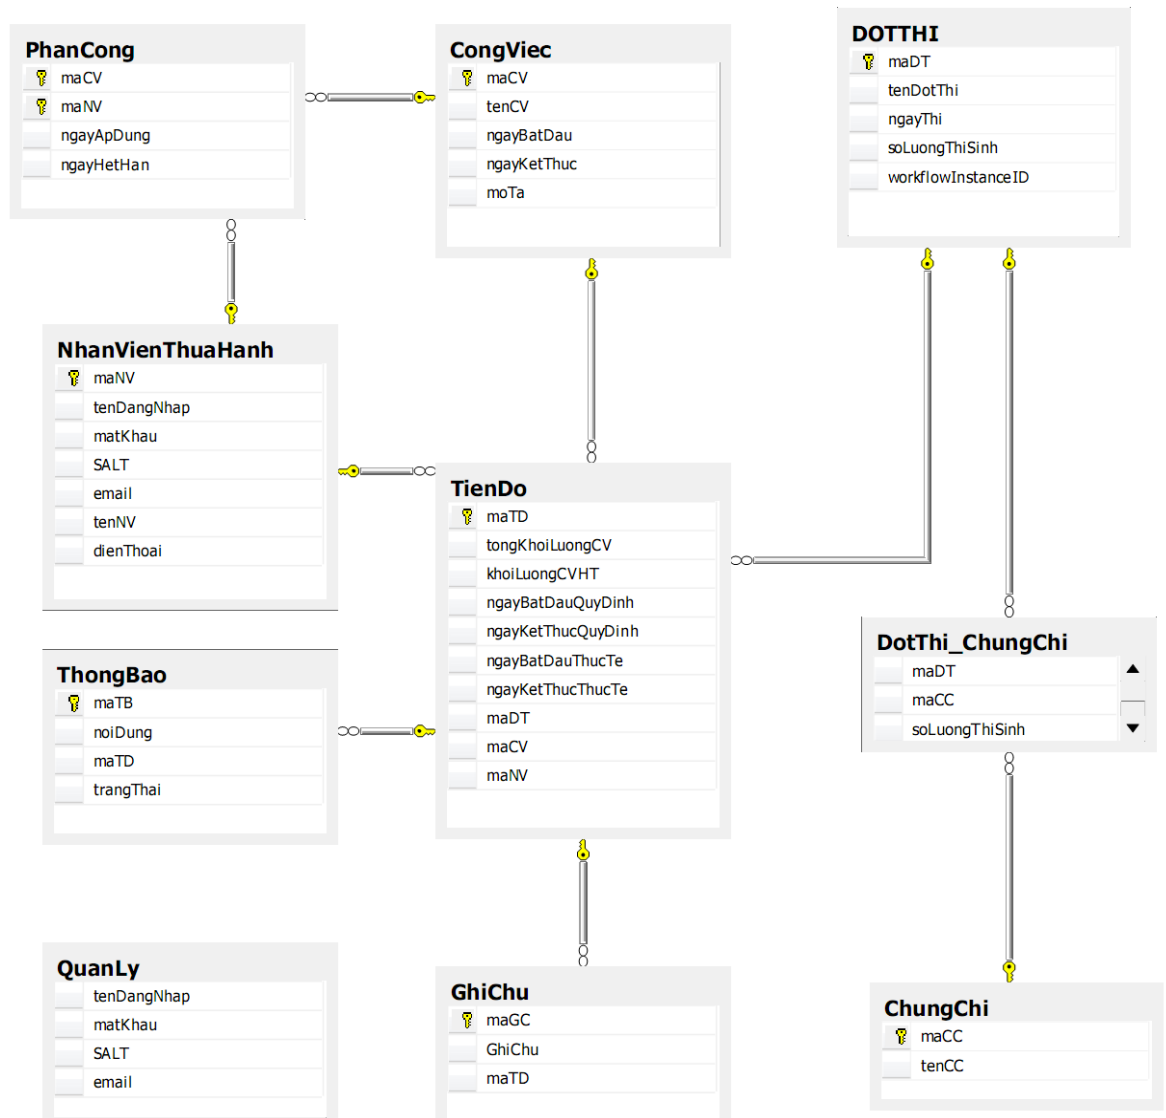 PhanCong
maCV
maNV
ngayApDung
ngayHetHan
CongViec
maCV
tenCV
ngayBatDau
ngayKetThuc
moTa
DOTTHI
maDT
tenDotThi
ngayThi
soLuongThiSinh
workflowInstanceID
NhanVienThuaHanh
maNV
tenDangNhap
matKhau
SALT
email
tenNV
dienThoai
TienDo
maTD
tongKhoiLuongCV
khoiLuongCVHT
ngayBatDauQuyDinh
ngayKetThucQuyDinh
ngayBatDauThucTe
ngayKetThucThucTe
maDT
maCV
maNV
DotThi_ChungChi
maDT
maCC
soLuongThiSinh
ThongBao
maTB
noiDung
maTD
trangThai
QuanLy
tenDangNhap
matKhau
SALT
email
GhiChu
maGC
GhiChu
maTD
ChungChi
maCC
tenCC